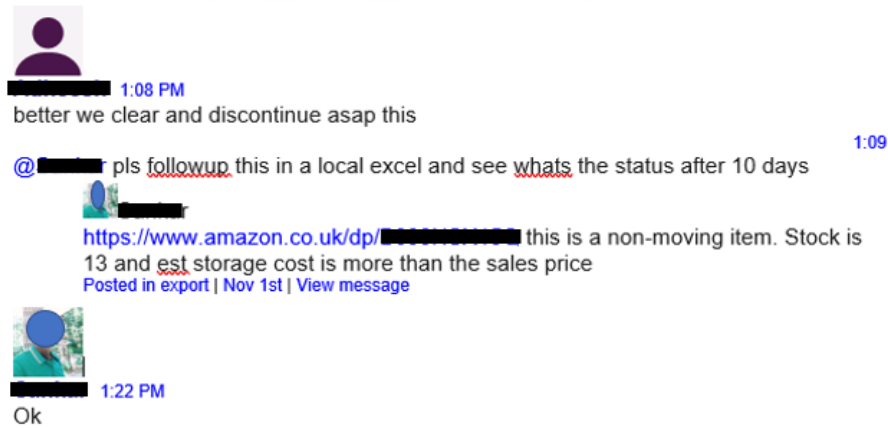 1:08 PM
better we clear and discontinue asap this
1:09
@ pls followup this in a local excel and see whats the status after 10 days
https://www.amazon.co.uk/dp/ this is a non-moving item. Stock is
13 and est storage cost is more than the sales price
Posted in export | Nov 1st | View message
1:22 PM
Ok